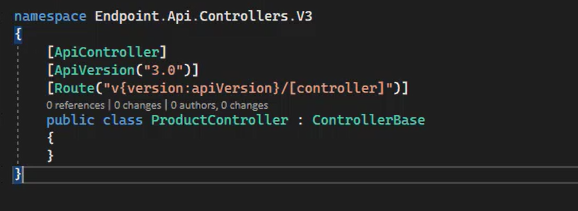 namespace Endpoint.Api.Controllers.V3
{
[ApiController]
[ApiVersion("3.0")]
[Route("v{version:apiVersion}/[controller]")]
0 references | 0 changes | 0 authors, 0 changes
public class ProductController : ControllerBase
{
}
}